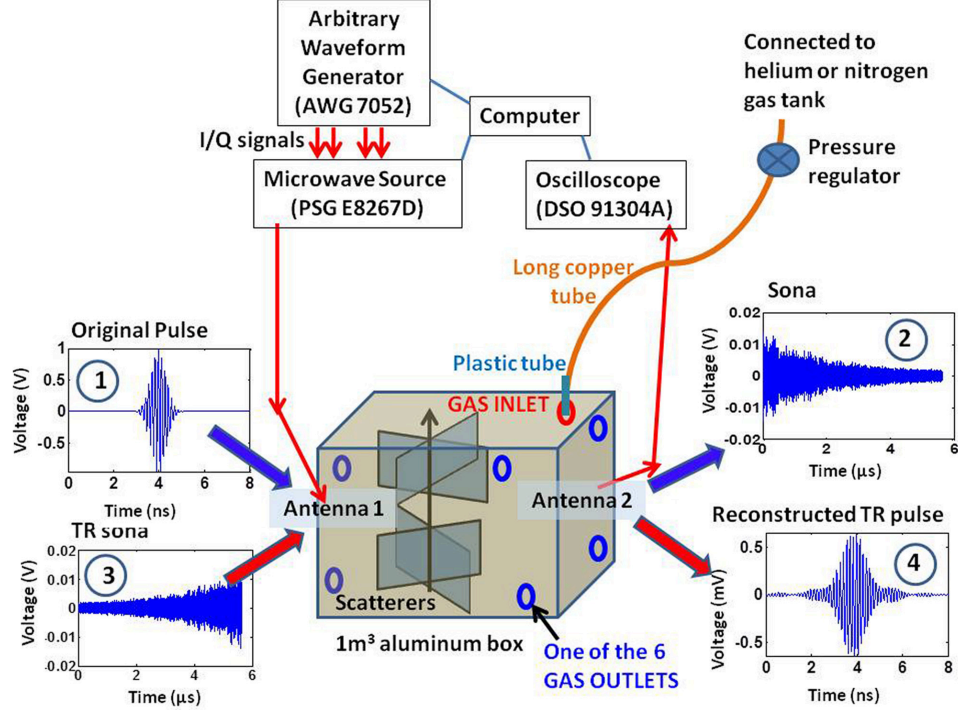 Arbitrary
Waveform
Generator
(AWG 7052)
I/Q signals
Computer
Microwave Source
(PSG E8267D)
Oscilloscope
(DSO 91304A)
Connected to
helium or nitrogen
gas tank
Pressure
regulator
Long copper
tube
Plastic tube
GAS INLET
Original Pulse
1
Voltage (V)
1
0.5
0
-0.5
0
2
4
6
8
Time (ns)
Sona
2
Voltage (V)
0.02
0.01
0
-0.01
-0.02
0
2
4
6
Time (μs)
Antenna 1
Antenna 2
Scatterers
1m³ aluminum box
One of the 6
GAS OUTLETS
TR sona
3
Voltage (V)
0.02
0.01
0
-0.01
-0.02
0
2
4
6
Time (μs)
Reconstructed TR pulse
4
Voltage (mV)
0.5
0
-0.5
0
2
4
6
8
Time (ns)